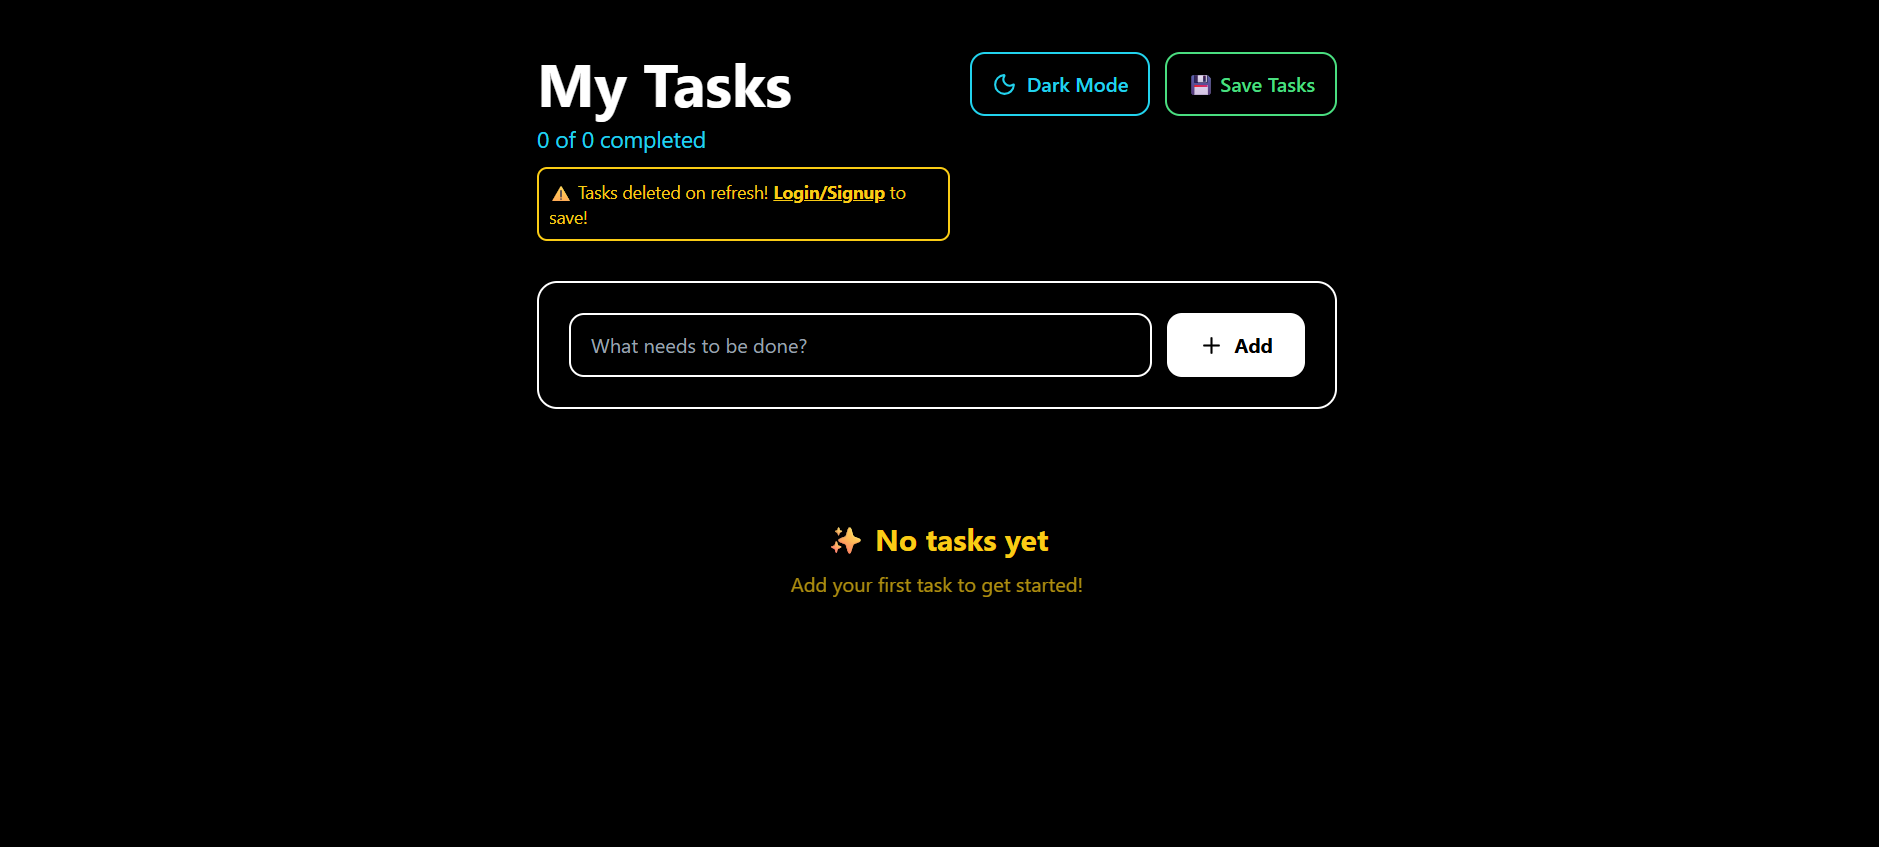 My Tasks
Dark Mode
💾 Save Tasks
0 of 0 completed
⚠️ Tasks deleted on refresh! Login/Signup to
save!
What needs to be done?
+ Add
✨ No tasks yet
Add your first task to get started!